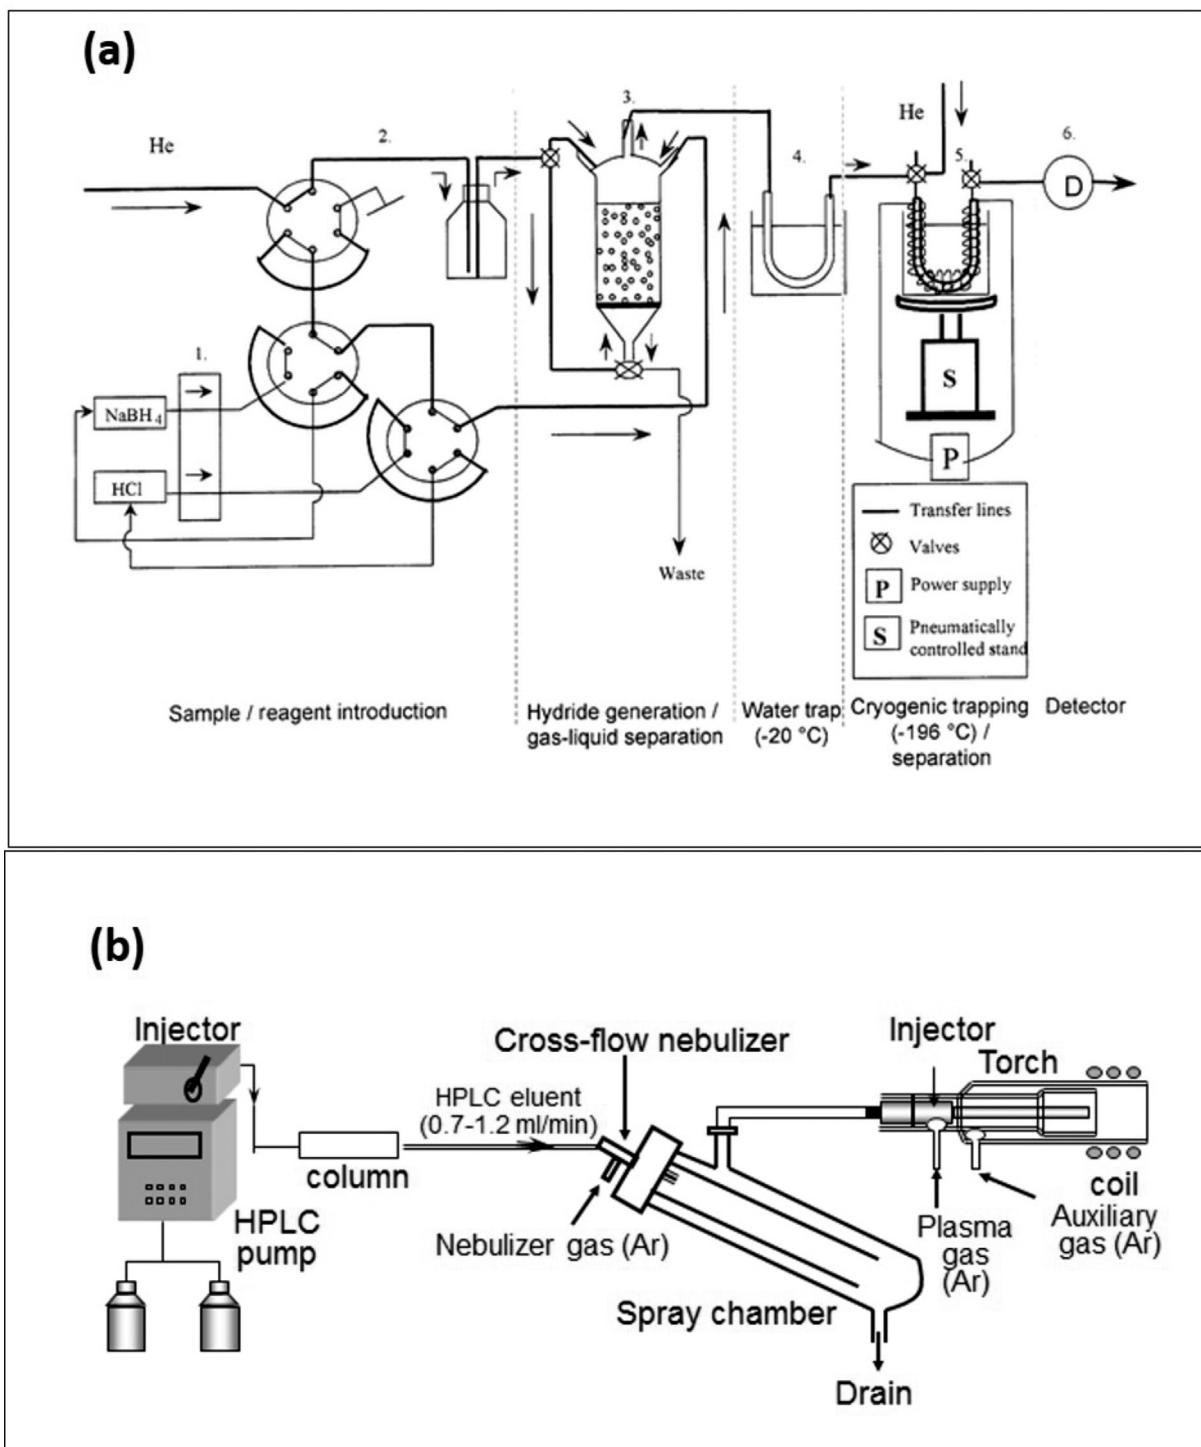 (a)
He
2.
3.
4.
He
5.
6.
D
1.
NaBH4
HCl
S
P
Waste
Transfer lines
Valves
P Power supply
S Pneumatically
controlled stand
Sample / reagent introduction
Hydride generation /
gas-liquid separation
Water trap
(-20 °C)
Cryogenic trapping
(-196 °C) /
separation
Detector
(b)
Injector
HPLC
pump
column
HPLC eluent
(0.7-1.2 ml/min)
Cross-flow nebulizer
Nebulizer gas (Ar)
Spray chamber
Drain
Injector
Torch
coil
Plasma
gas
(Ar)
Auxiliary
gas (Ar)